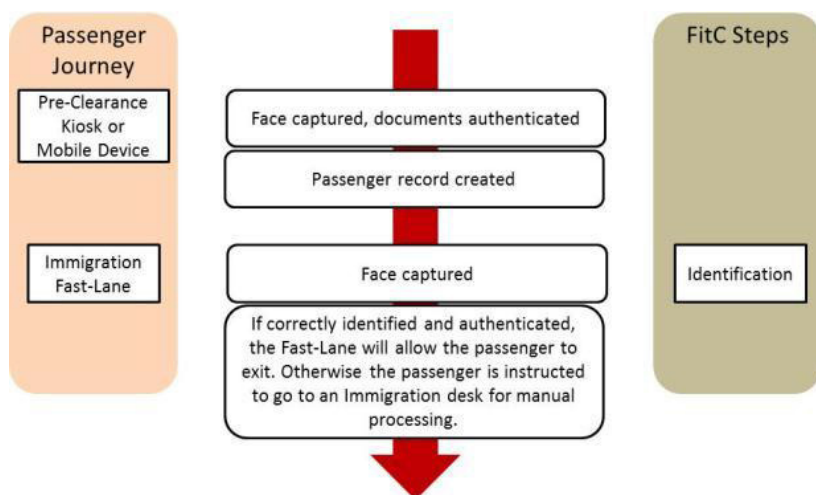 Passenger
Journey
FitC Steps
Pre-Clearance
Kiosk or
Mobile Device
Face captured, documents authenticated
Passenger record created
Immigration
Fast-Lane
Face captured
Identification
If correctly identified and authenticated,
the Fast-Lane will allow the passenger to
exit. Otherwise the passenger is instructed
to go to an Immigration desk for manual
processing.